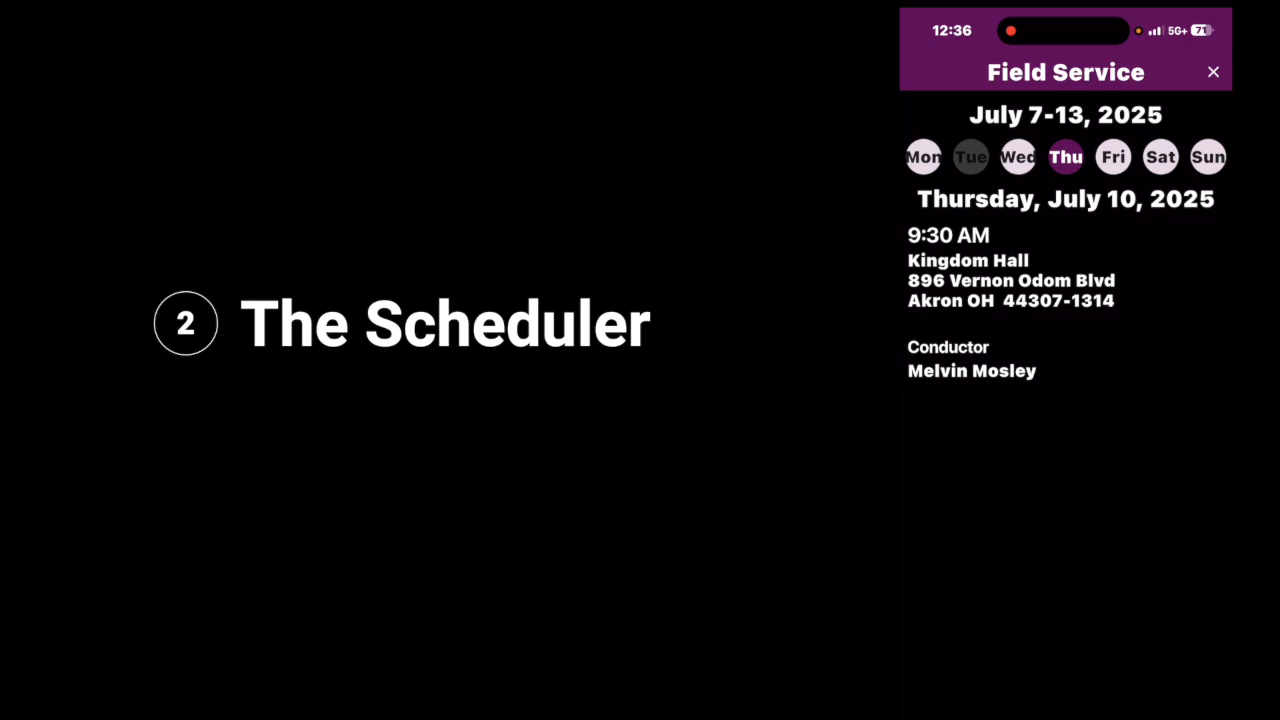 2 The Scheduler
12:36 5G+ 71
Field Service ×
July 7-13, 2025
Mon Tue Wed Thu Fri Sat Sun
Thursday, July 10, 2025
9:30 AM
Kingdom Hall
896 Vernon Odom Blvd
Akron OH  44307-1314
Conductor
Melvin Mosley